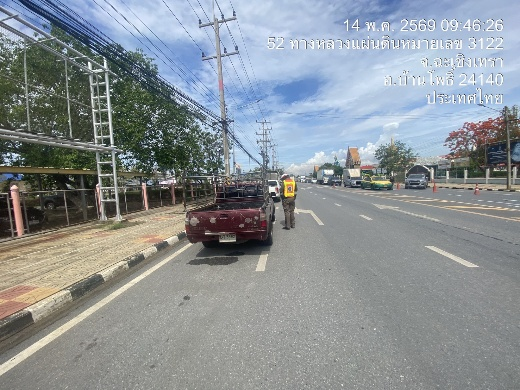 14 พ.ค. 2569 09:46:26
52 ทางหลวงแผ่นดินหมายเลข 3122
จ.ฉะเชิงเทรา
อ.บ้านโพธิ์ 24140
ประเทศไทย